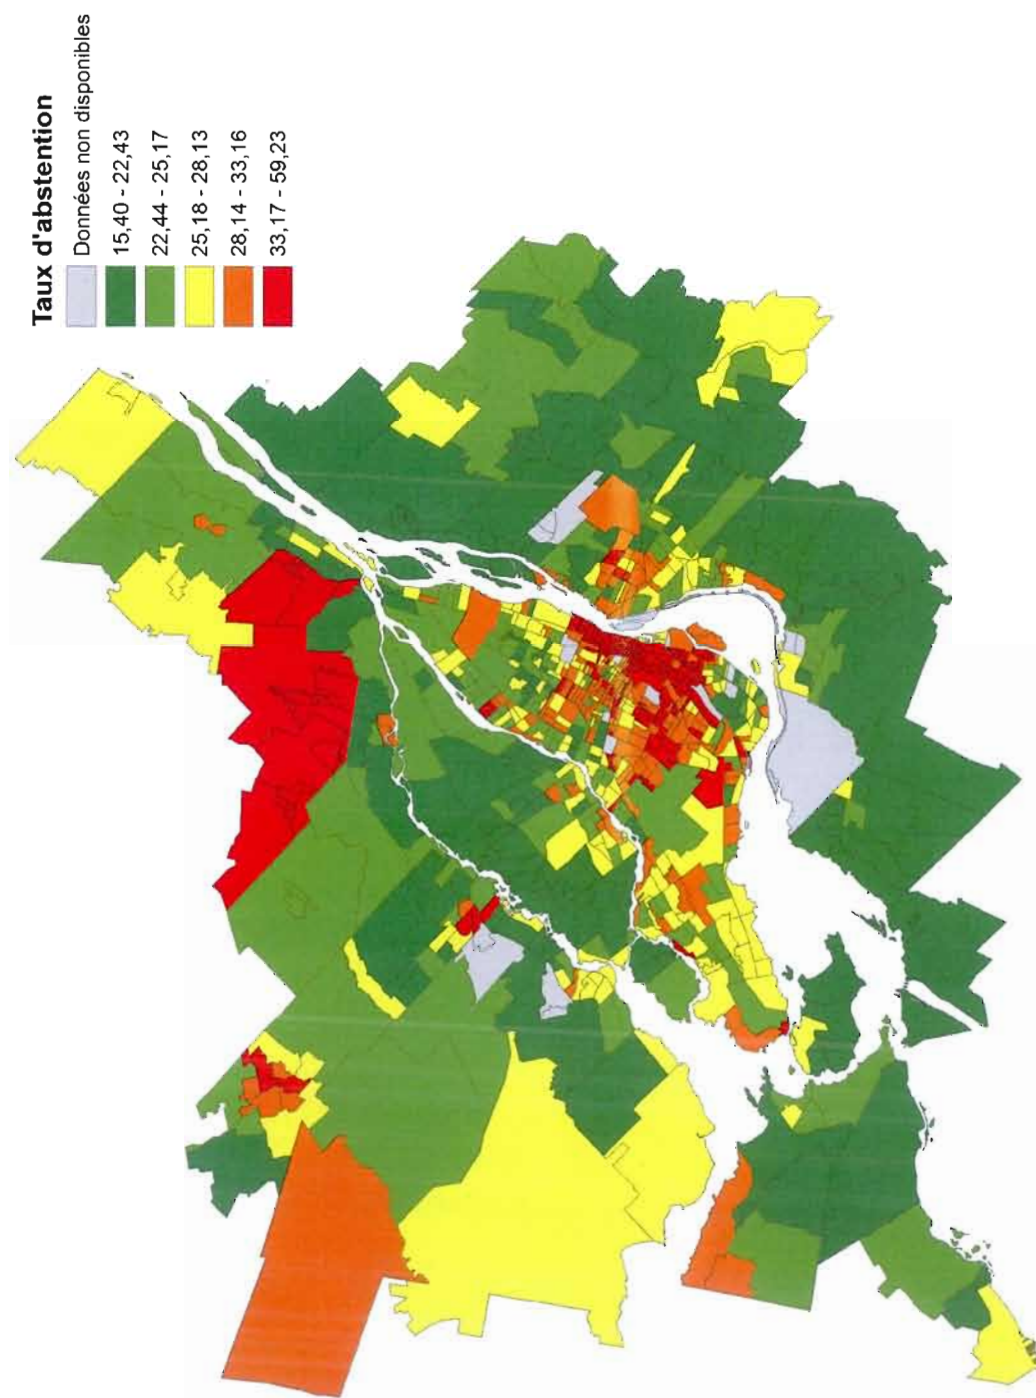 Taux d'abstention
Données non disponibles
15,40 - 22,43
22,44 - 25,17
25,18 - 28,13
28,14 - 33,16
33,17 - 59,23